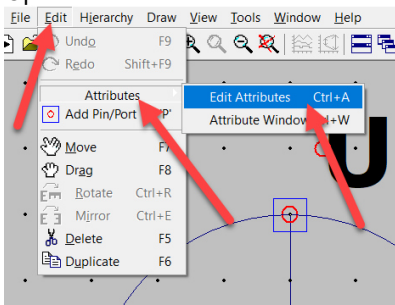 File Edit Hierarchy Draw View Tools Window Help
Undo F9
Redo Shift+F9
Attributes
Edit Attributes Ctrl+A
Add Pin/Port 'P'
Attribute Window +W
Move F7
Drag F8
Rotate Ctrl+R
Mirror Ctrl+E
Delete F5
Duplicate F6
U